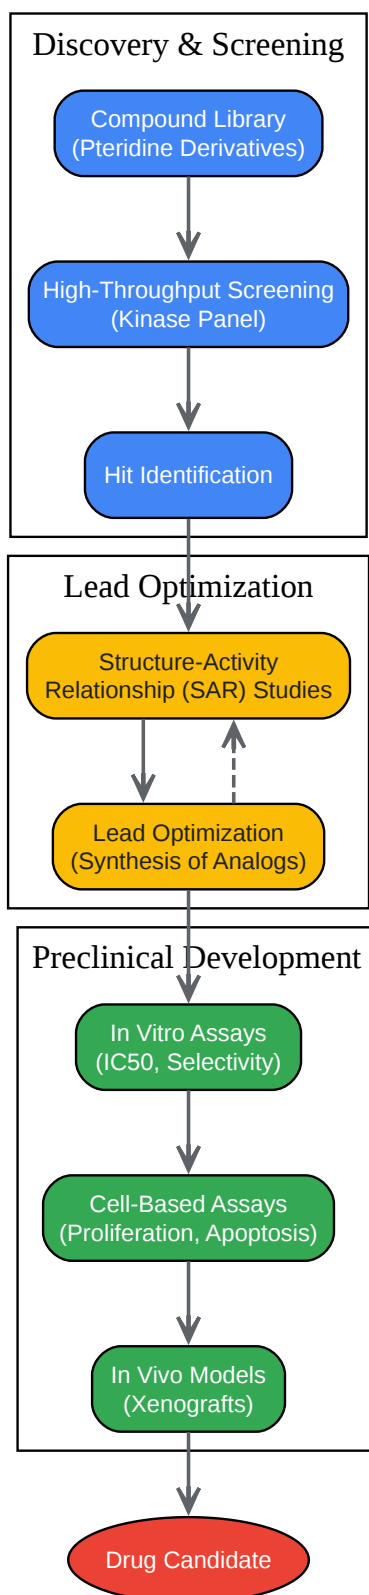 Discovery & Screening
Compound Library
(Pteridine Derivatives)
High-Throughput Screening
(Kinase Panel)
Hit Identification
Lead Optimization
Structure-Activity
Relationship (SAR) Studies
Lead Optimization
(Synthesis of Analogs)
Preclinical Development
In Vitro Assays
(IC50, Selectivity)
Cell-Based Assays
(Proliferation, Apoptosis)
In Vivo Models
(Xenografts)
Drug Candidate